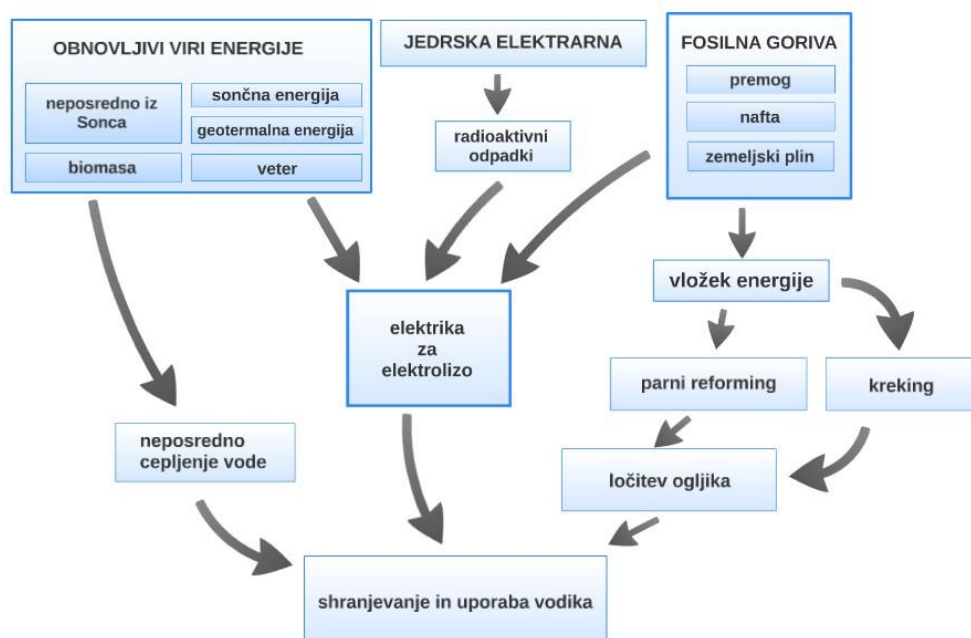 OBNOVLJIVI VIRI ENERGIJE
neposredno iz
Sonca
biomasa
sončna energija
geotermalna energija
veter
JEDRSKA ELEKTRARNA
radioaktivni
odpadki
FOSILNA GORIVA
premog
nafta
zemeljski plin
vložek energije
elektrika
za
elektrolizo
parni reforming
kreking
neposredno
cepljenje vode
ločitev ogljika
shranjevanje in uporaba vodika